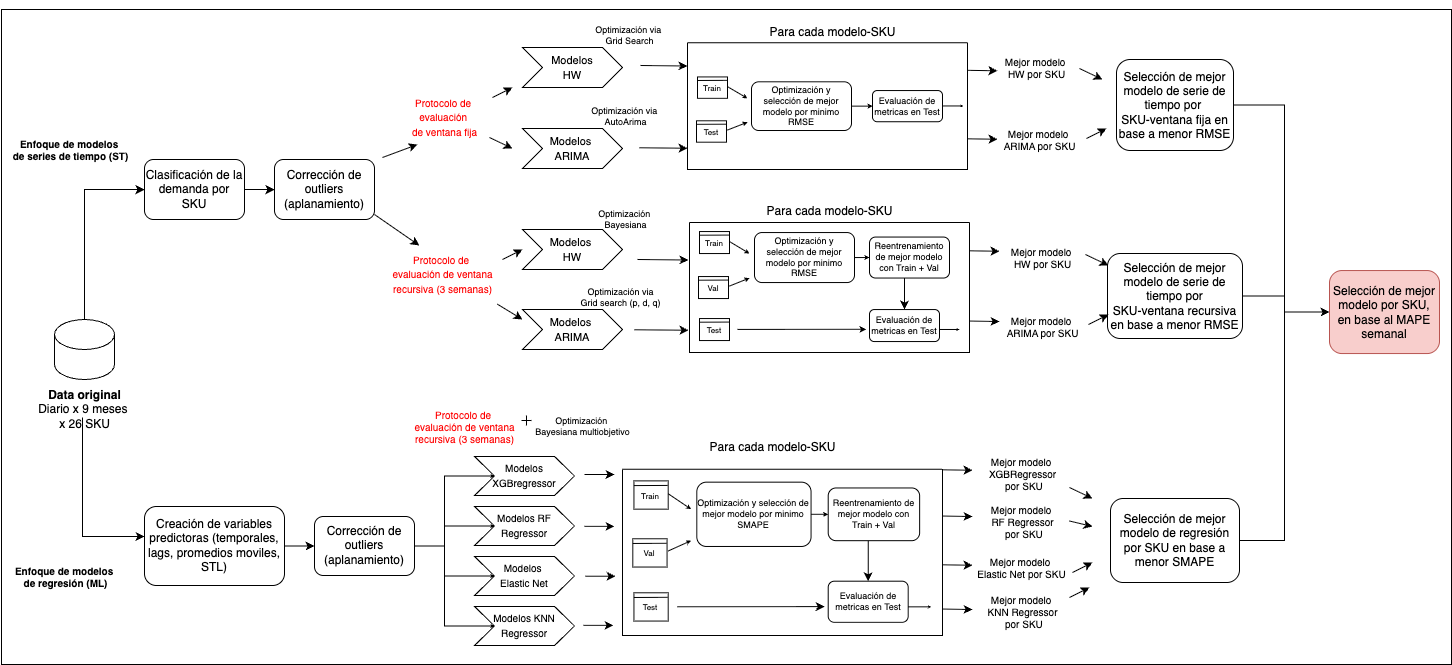 Enfoque de modelos
de series de tiempo (ST)
Data original
Diario x 9 meses
x 26 SKU
Enfoque de modelos
de regresión (ML)
Clasificación de la
demanda por
SKU
Corrección de
outliers
(aplanamiento)
Protocolo de
evaluación
de ventana fija
Optimización via
Grid Search
Modelos
HW
Optimización via
AutoArima
Modelos
ARIMA
Para cada modelo-SKU
Train
Test
Optimización y
selección de mejor
modelo por minimo
RMSE
Evaluación de
metricas en Test
Mejor modelo
HW por SKU
Mejor modelo
ARIMA por SKU
Selección de mejor
modelo de serie de
tiempo por
SKU-ventana fija en
base a menor RMSE
Protocolo de
evaluación de ventana
recursiva (3 semanas)
Optimización
Bayesiana
Modelos
HW
Optimización via
Grid search (p, d, q)
Modelos
ARIMA
Para cada modelo-SKU
Train
Val
Test
Optimización y
selección de mejor
modelo por minimo
RMSE
Reentrenamiento
de mejor modelo
con Train + Val
Evaluación de
metricas en Test
Mejor modelo
HW por SKU
Mejor modelo
ARIMA por SKU
Selección de mejor
modelo de serie de
tiempo por
SKU-ventana recursiva
en base a menor RMSE
Creación de variables
predictoras (temporales,
lags, promedios moviles,
STL)
Corrección de
outliers
(aplanamiento)
Protocolo de
evaluación de ventana
recursiva (3 semanas)
+
Optimización
Bayesiana multiobjetivo
Modelos
XGBregressor
Modelos RF
Regressor
Modelos
Elastic Net
Modelos KNN
Regressor
Para cada modelo-SKU
Train
Val
Test
Optimización y selección de
mejor modelo por minimo
SMAPE
Reentrenamiento de
mejor modelo con
Train + Val
Evaluación de
metricas en Test
Mejor modelo
XGBRegressor
por SKU
Mejor modelo
RF Regressor
por SKU
Mejor modelo
Elastic Net por SKU
Mejor modelo
KNN Regressor
por SKU
Selección de mejor
modelo de regresión
por SKU en base a
menor SMAPE
Selección de mejor
modelo por SKU,
en base al MAPE
semanal